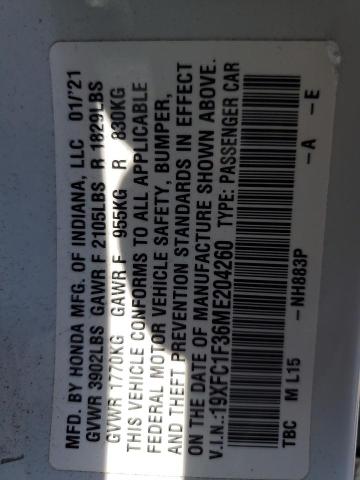 MFD. BY HONDA MFG. OF INDIANA, LLC 01/'21
GVWR 3902LBS GAWR F 2105LBS R 1829LBS
GVWR 1770KG GAWR F 955KG R 830KG
THIS VEHICLE CONFORMS TO ALL APPLICABLE
FEDERAL MOTOR VEHICLE SAFETY, BUMPER,
AND THEFT PREVENTION STANDARDS IN EFFECT
ON THE DATE OF MANUFACTURE SHOWN ABOVE.
V.I.N.:19XFC1F36ME204260 TYPE: PASSENGER CAR
TBC M L15 -NH883P -A -E